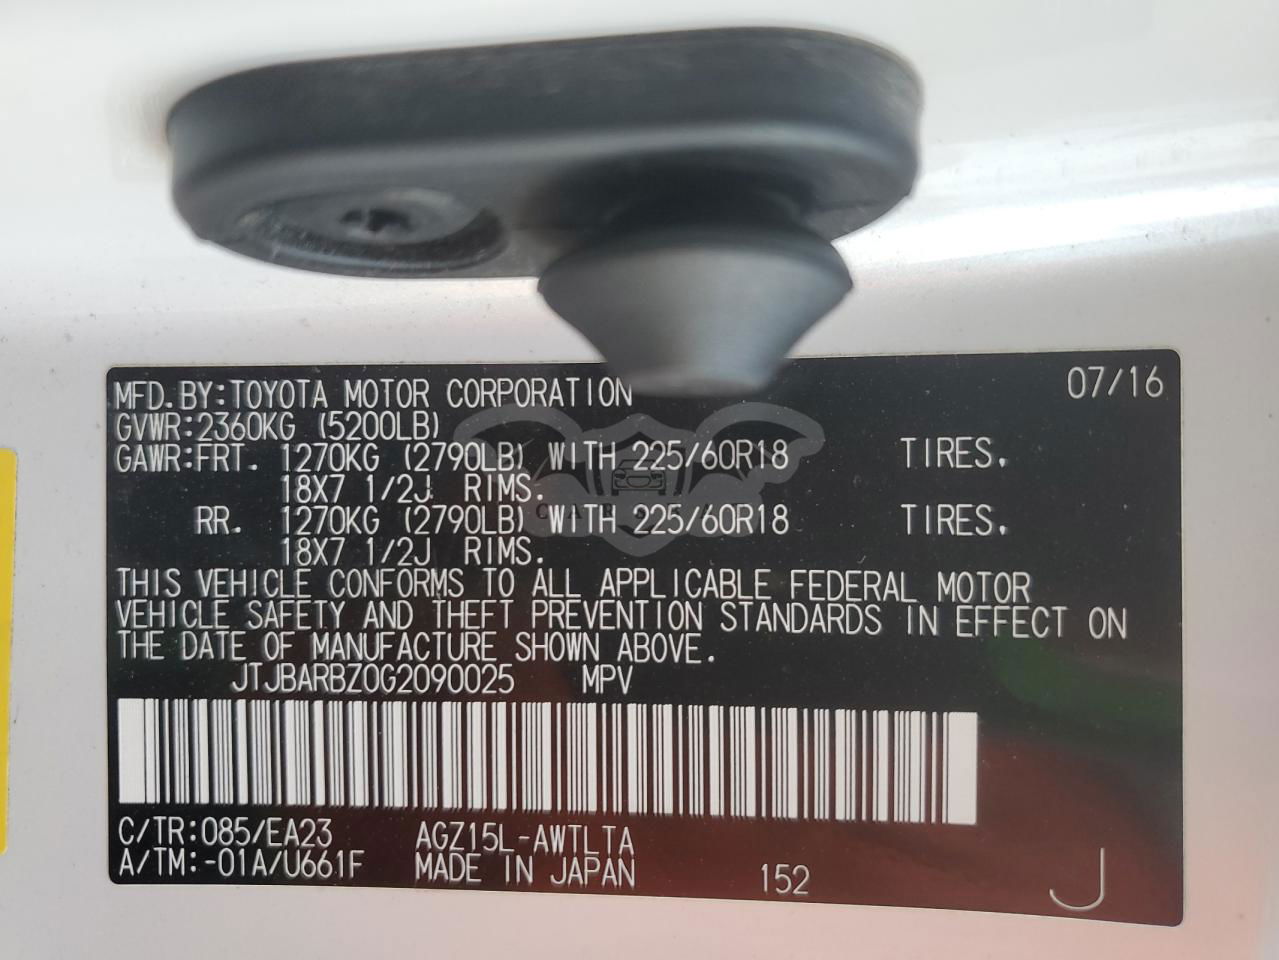 MFD.BY:TOYOTA MOTOR CORPORATION 07/16
GVWR:2360KG (5200LB)
GAWR:FRT. 1270KG (2790LB) WITH 225/60R18 TIRES,
18X7 1/2J RIMS.
RR. 1270KG (2790LB) WITH 225/60R18 TIRES,
18X7 1/2J RIMS.
THIS VEHICLE CONFORMS TO ALL APPLICABLE FEDERAL MOTOR
VEHICLE SAFETY AND THEFT PREVENTION STANDARDS IN EFFECT ON
THE DATE OF MANUFACTURE SHOWN ABOVE.
JTJBARBZ0G2090025 MPV
C/TR:085/EA23 AGZ15L-AWTLTA
A/TM:-01A/U661F MADE IN JAPAN 152 J